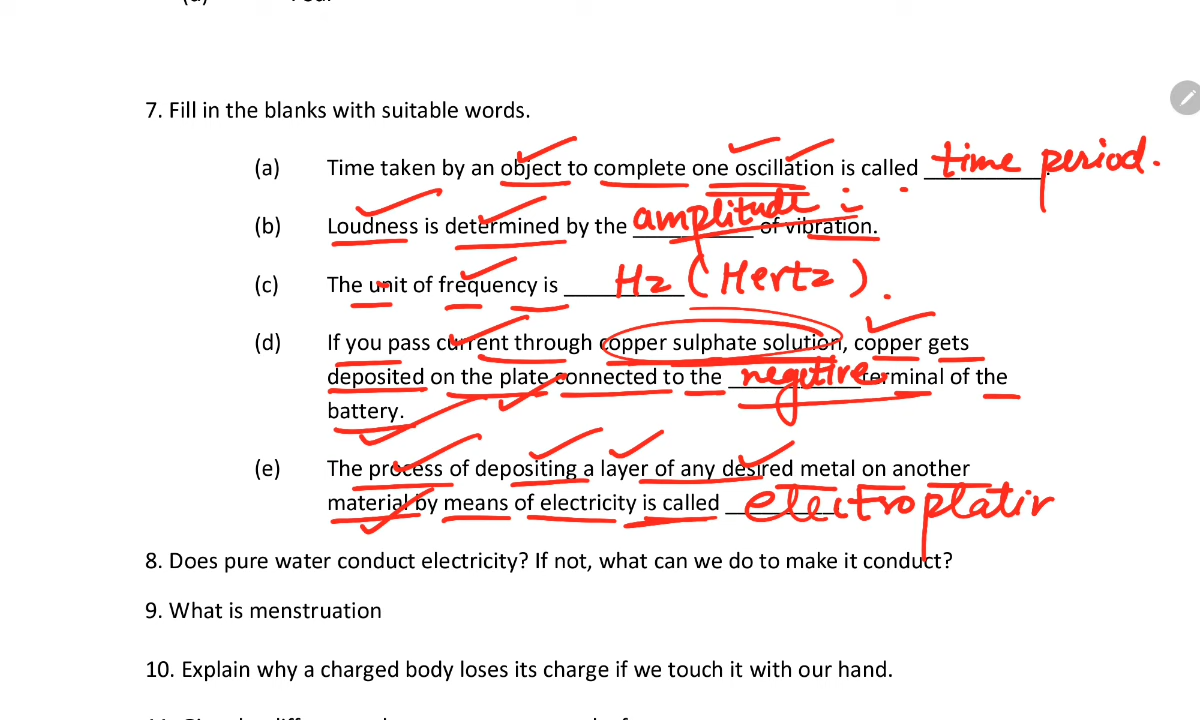 7. Fill in the blanks with suitable words.
(a) Time taken by an object to complete one oscillation is called time period.
(b) Loudness is determined by the amplitude of vibration.
(c) The unit of frequency is Hz (Hertz).
(d) If you pass current through copper sulphate solution, copper gets
deposited on the plate connected to the negetive terminal of the
battery.
(e) The process of depositing a layer of any desired metal on another
material by means of electricity is called electroplatin
8. Does pure water conduct electricity? If not, what can we do to make it conduct?
9. What is menstruation
10. Explain why a charged body loses its charge if we touch it with our hand.